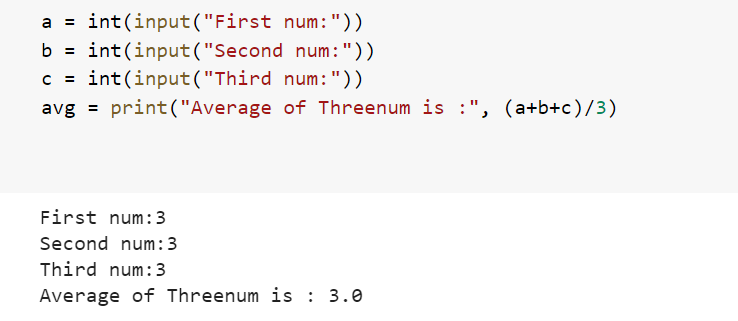 a = int(input("First num:"))
b = int(input("Second num:"))
c = int(input("Third num:"))
avg = print("Average of Threenum is :", (a+b+c)/3)
First num:3
Second num:3
Third num:3
Average of Threenum is : 3.0